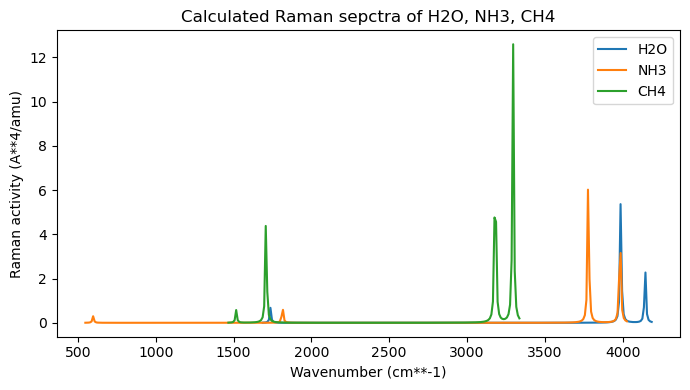 Calculated Raman sepctra of H2O, NH3, CH4
H2O
NH3
CH4
Raman activity (A**4/amu)
12
10
8
6
4
2
0
500
1000
1500
2000
2500
3000
3500
4000
Wavenumber (cm**-1)